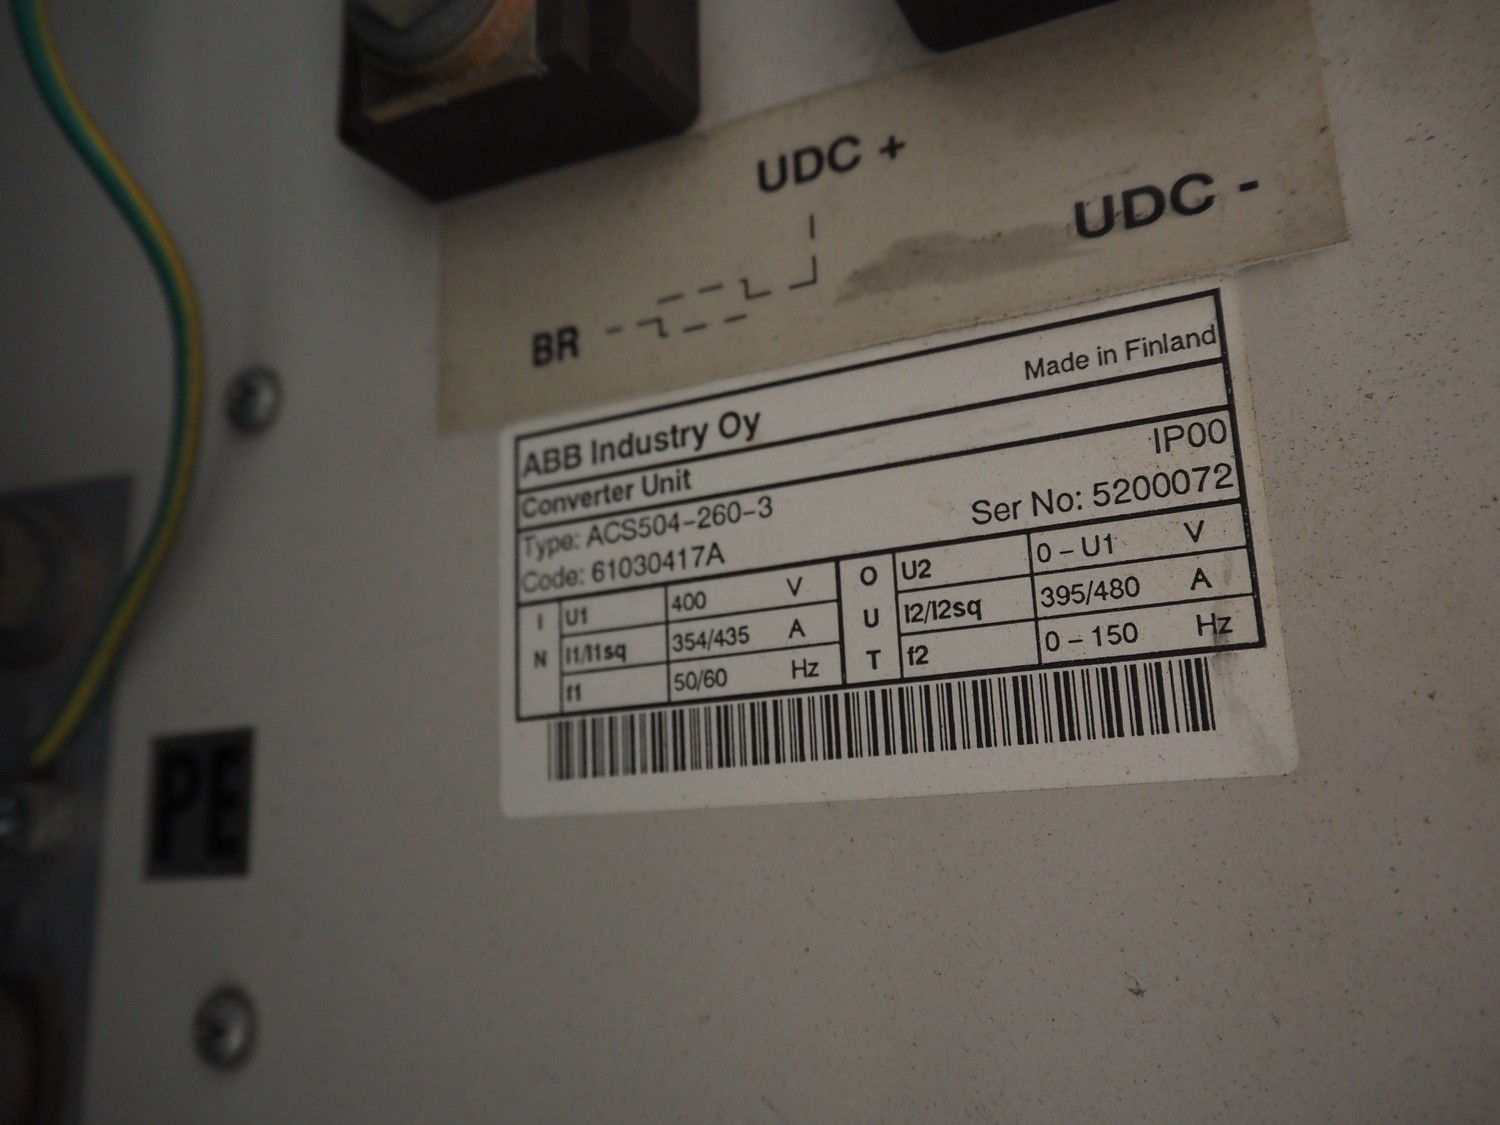 UDC +
UDC -
BR
ABB Industry Oy Made in Finland
Converter Unit
Type: ACS504-260-3 IP00
Code: 61030417A Ser No: 5200072
IN
U1 400 V
I1/I1sq 354/435 A
f1 50/60 Hz
OUT
U2 0 - U1 V
I2/I2sq 395/480 A
f2 0 - 150 Hz
PE